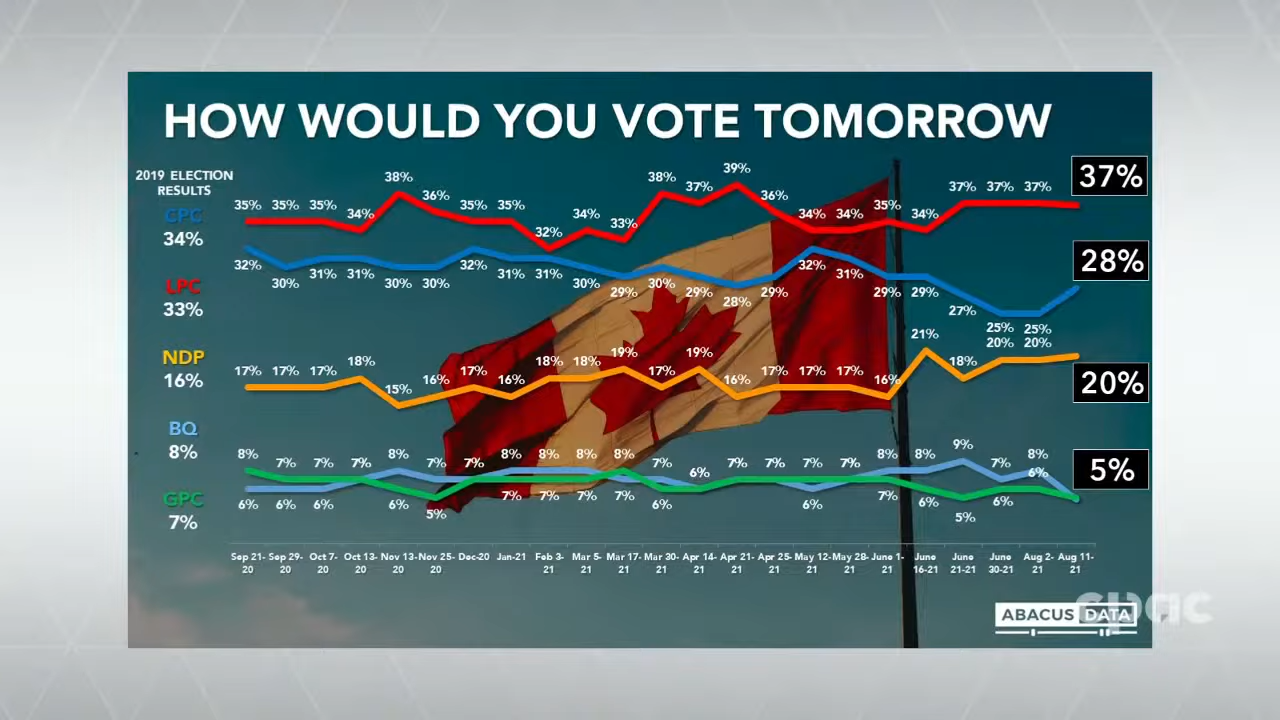 HOW WOULD YOU VOTE TOMORROW
2019 ELECTION
RESULTS
CPC
34%
LPC
33%
NDP
16%
BQ
8%
GPC
7%
35% 35% 35% 34% 38% 36% 35% 35% 32% 34% 33% 38% 37% 39% 36% 34% 34% 35% 34% 37% 37% 37% 37%
32% 30% 31% 31% 30% 30% 32% 31% 31% 30% 29% 30% 29% 28% 29% 32% 31% 29% 29% 27% 25% 25% 28%
17% 17% 17% 18% 15% 16% 17% 16% 18% 18% 19% 17% 19% 16% 17% 17% 17% 16% 21% 18% 20% 20% 20%
8% 7% 7% 7% 8% 7% 7% 8% 8% 8% 8% 7% 6% 7% 7% 7% 7% 8% 8% 9% 7% 8% 5%
6% 6% 6% 6% 5% 7% 7% 7% 7% 6% 6% 7% 6% 5% 6% 6%
Sep 21- Sep 29- Oct 7- Oct 13- Nov 13- Nov 25- Dec-20 Jan-21 Feb 3- Mar 5- Mar 17- Mar 30- Apr 14- Apr 21- Apr 25- May 12- May 28- June 1- June June June Aug 2- Aug 11-
20 20 20 20 20 20 21 21 21 21 21 21 21 21 21 21 16-21 21-21 30-21 21 21
ABACUS DATA
cpac